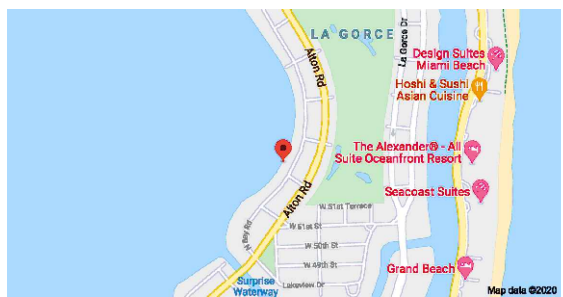 LA GORCE
Alton Rd
La Gorce Dr
Design Suites
Miami Beach
Hoshi & Sushi
Asian Cuisine
The Alexander® - All
Suite Oceanfront Resort
Seacoast Suites
W 51st Terrace
Alton Rd
W 51st St
N Bay Rd
W 50th St
W 49th St
Grand Beach
Surprise
Waterway
Lakeview Dr
Map data ©2020